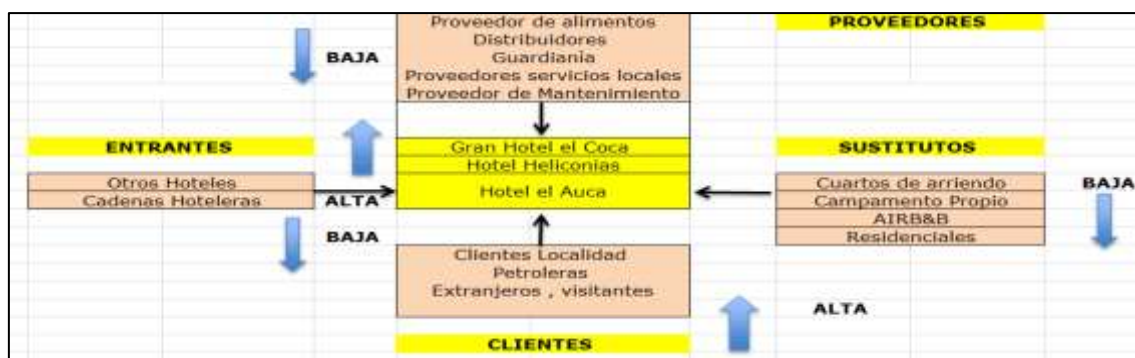 Proveedor de alimentos
PROVEEDORES
Distribuidores
BAJA
Guardianía
Proveedores servicios locales
Proveedor de Mantenimiento
ENTRANTES
Gran Hotel el Coca
SUSTITUTOS
Hotel Heliconias
Otros Hoteles
Hotel el Auca
Cuartos de arriendo
BAJA
Cadenas Hoteleras
ALTA
Campamento Propio
AIRB&B
BAJA
Residenciales
Clientes Localidad
Petroleras
Extranjeros , visitantes
ALTA
CLIENTES